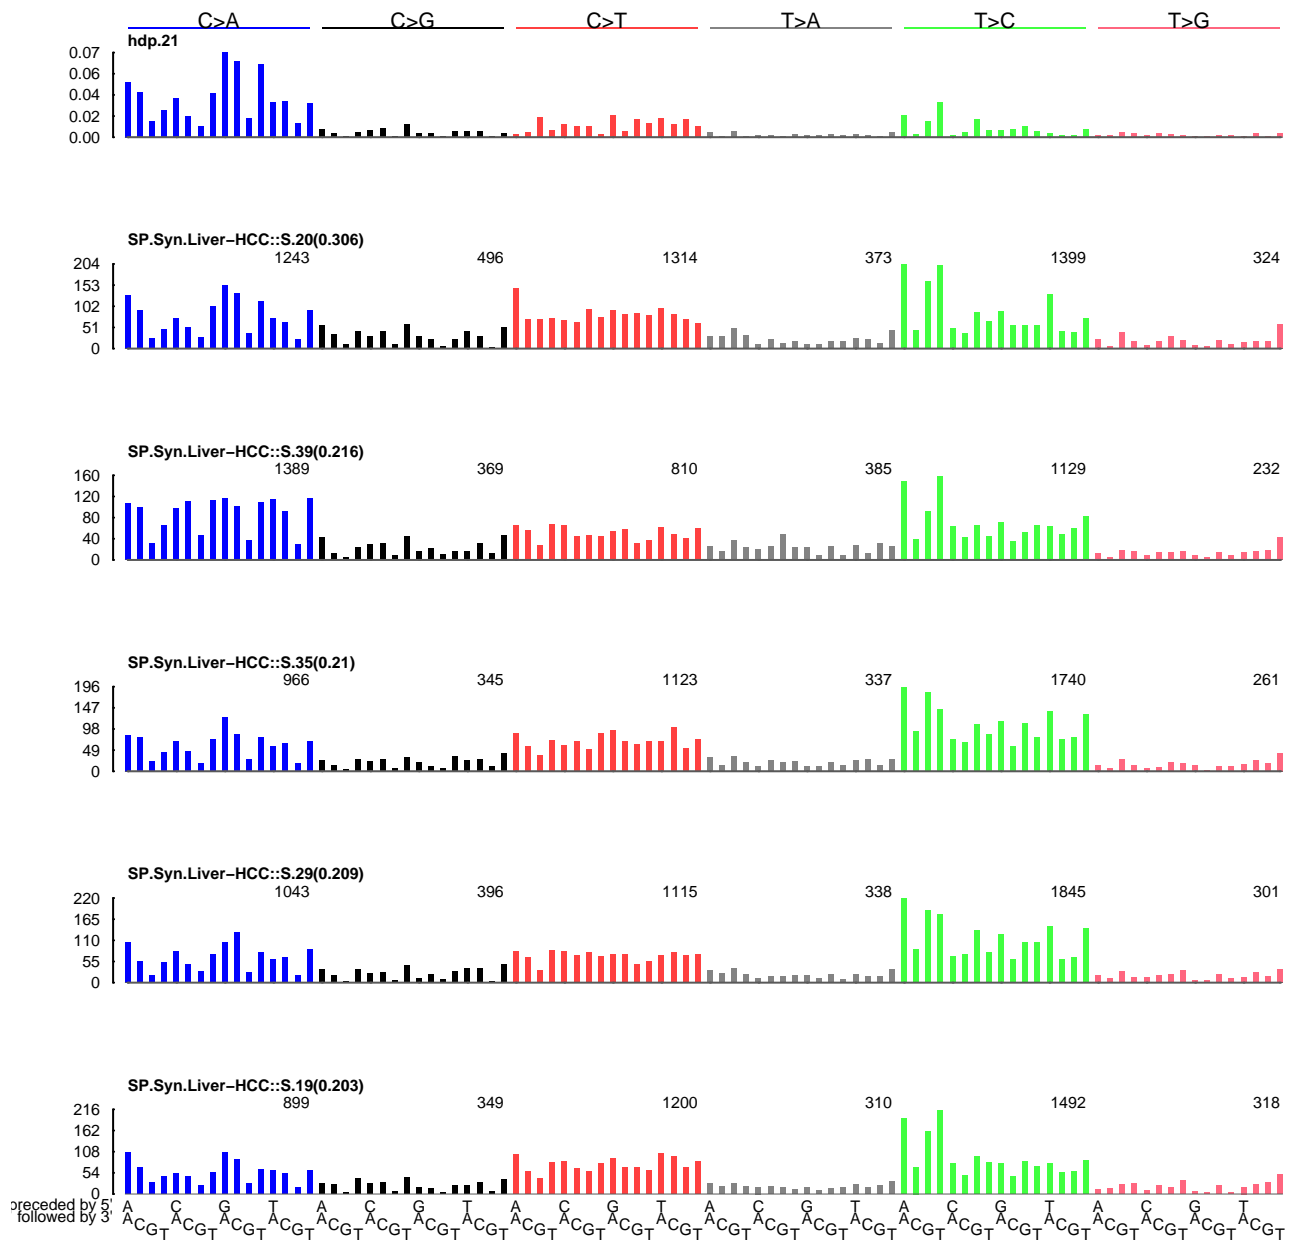 C>A C>G C>T T>A T>C T>G
hdp.21
0.07
0.06
0.04
0.02
0.00
SP.Syn.Liver−HCC::S.20(0.306)
1243 496 1314 373 1399 324
204
153
102
51
0
SP.Syn.Liver−HCC::S.39(0.216)
1389 369 810 385 1129 232
160
120
80
40
0
SP.Syn.Liver−HCC::S.35(0.21)
966 345 1123 337 1740 261
196
147
98
49
0
SP.Syn.Liver−HCC::S.29(0.209)
1043 396 1115 338 1845 301
220
165
110
55
0
SP.Syn.Liver−HCC::S.19(0.203)
899 349 1200 310 1492 318
216
162
108
54
0
preceded by 5' A C G T A C G T A C G T A C G T A C G T A C G T
followed by 3' A C G T A C G T A C G T A C G T A C G T A C G T A C G T A C G T A C G T A C G T A C G T A C G T A C G T A C G T A C G T A C G T A C G T A C G T A C G T A C G T A C G T A C G T A C G T A C G T